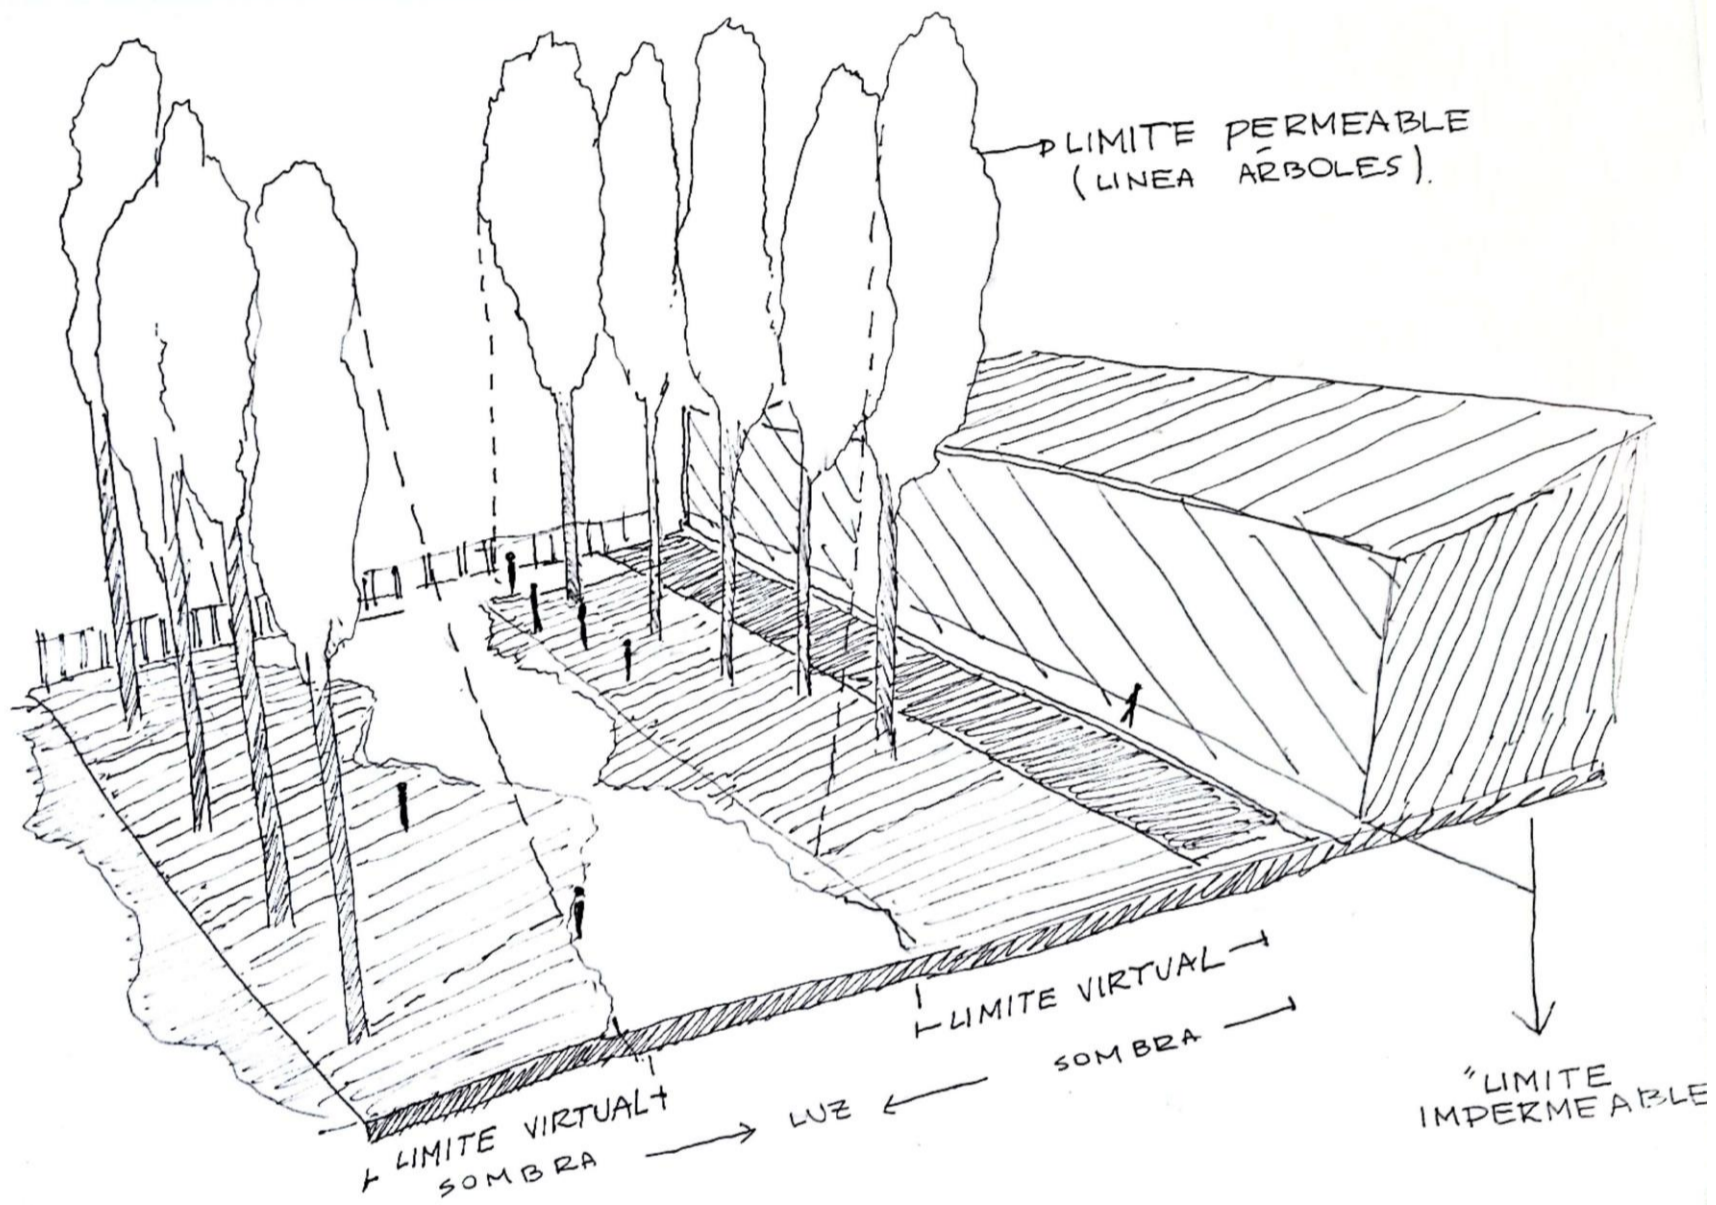 LIMITE PERMEABLE
(LINEA ÁRBOLES).
LIMITE VIRTUAL
SOMBRA
LIMITE VIRTUAL
SOMBRA
LUZ
"LIMITE
IMPERMEABLE